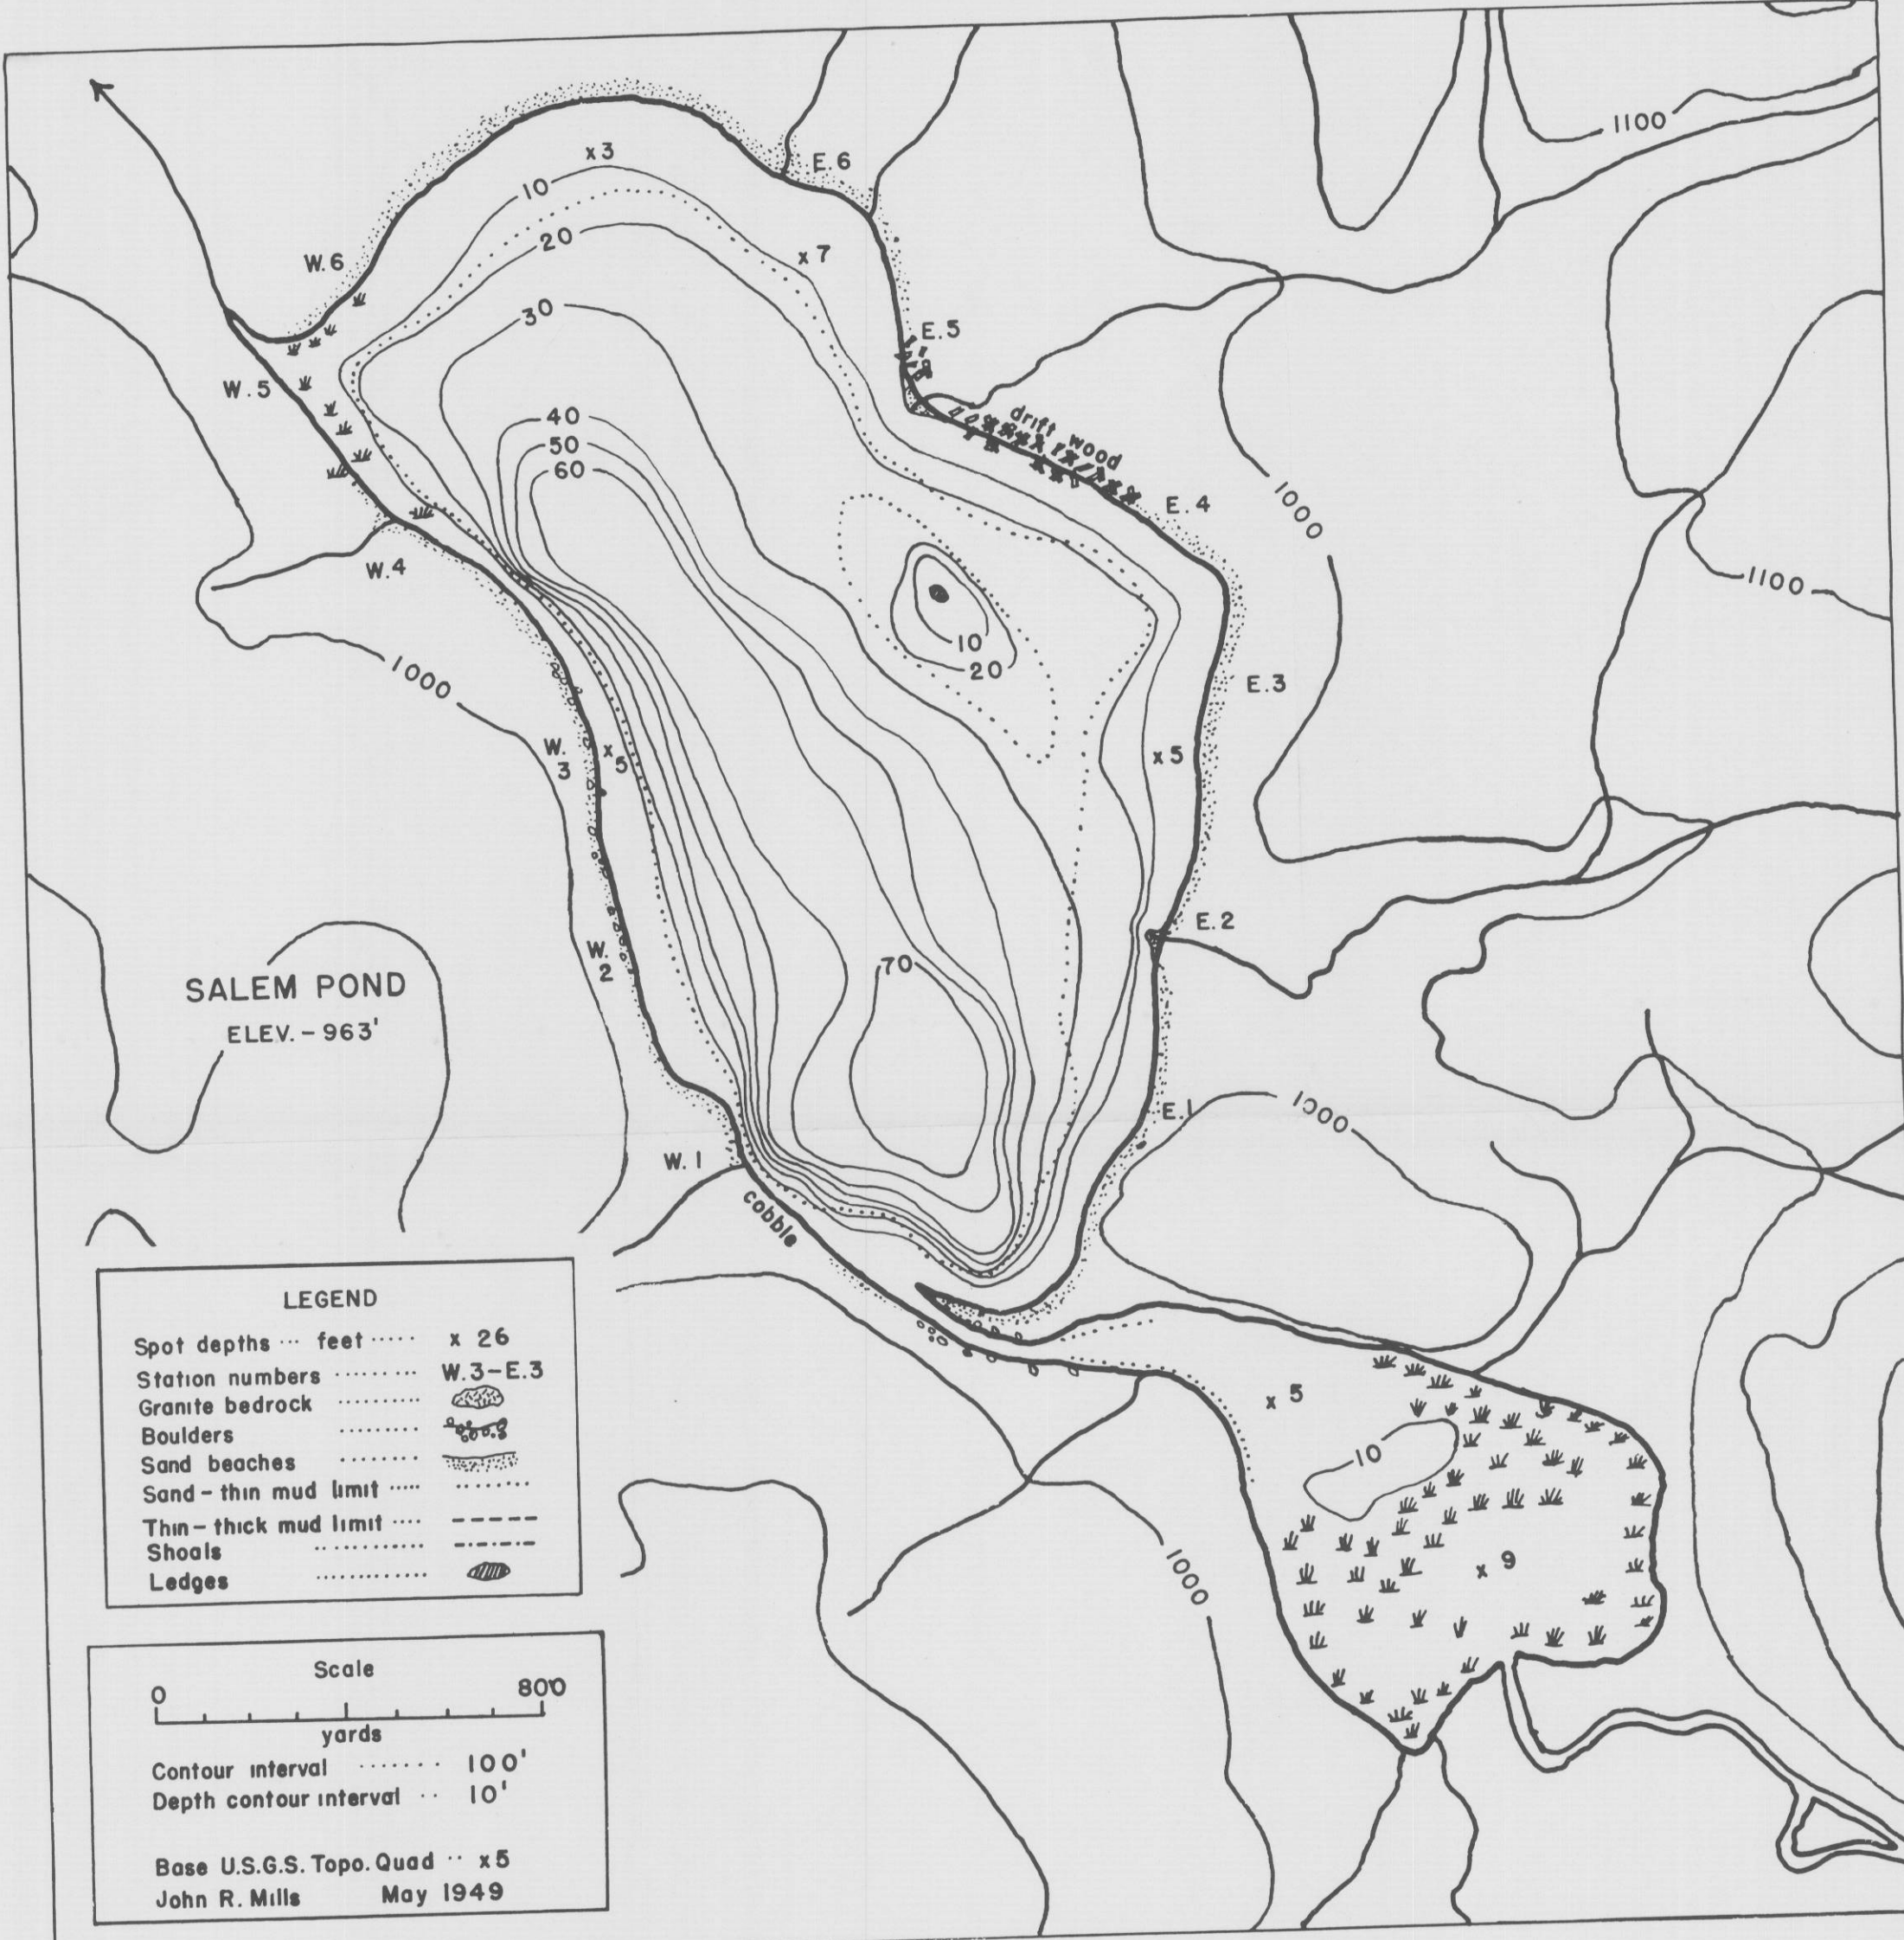 1100
x 3
E.6
10
20
x 7
W.6
30
E.5
W.5
drift wood
40
50
60
E.4
1000
W.4
1100
10
20
1000
E.3
W.
3
x 5
x 5
E.2
W.
2
70
SALEM POND
ELEV. – 963'
E.1
1000
W.1
cobble
LEGEND
Spot depths ··· feet ····· x 26
Station numbers ········ W.3–E.3
Granite bedrock ·········
Boulders ········
Sand beaches ········
Sand – thin mud limit ····· ········
Thin – thick mud limit ···· – – – – – –
Shoals ··········· –·–·–·–
Ledges ············
x 5
10
1000
x 9
Scale
0 800
yards
Contour interval ······· 100'
Depth contour interval ·· 10'
Base U.S.G.S. Topo. Quad ·· x5
John R. Mills May 1949